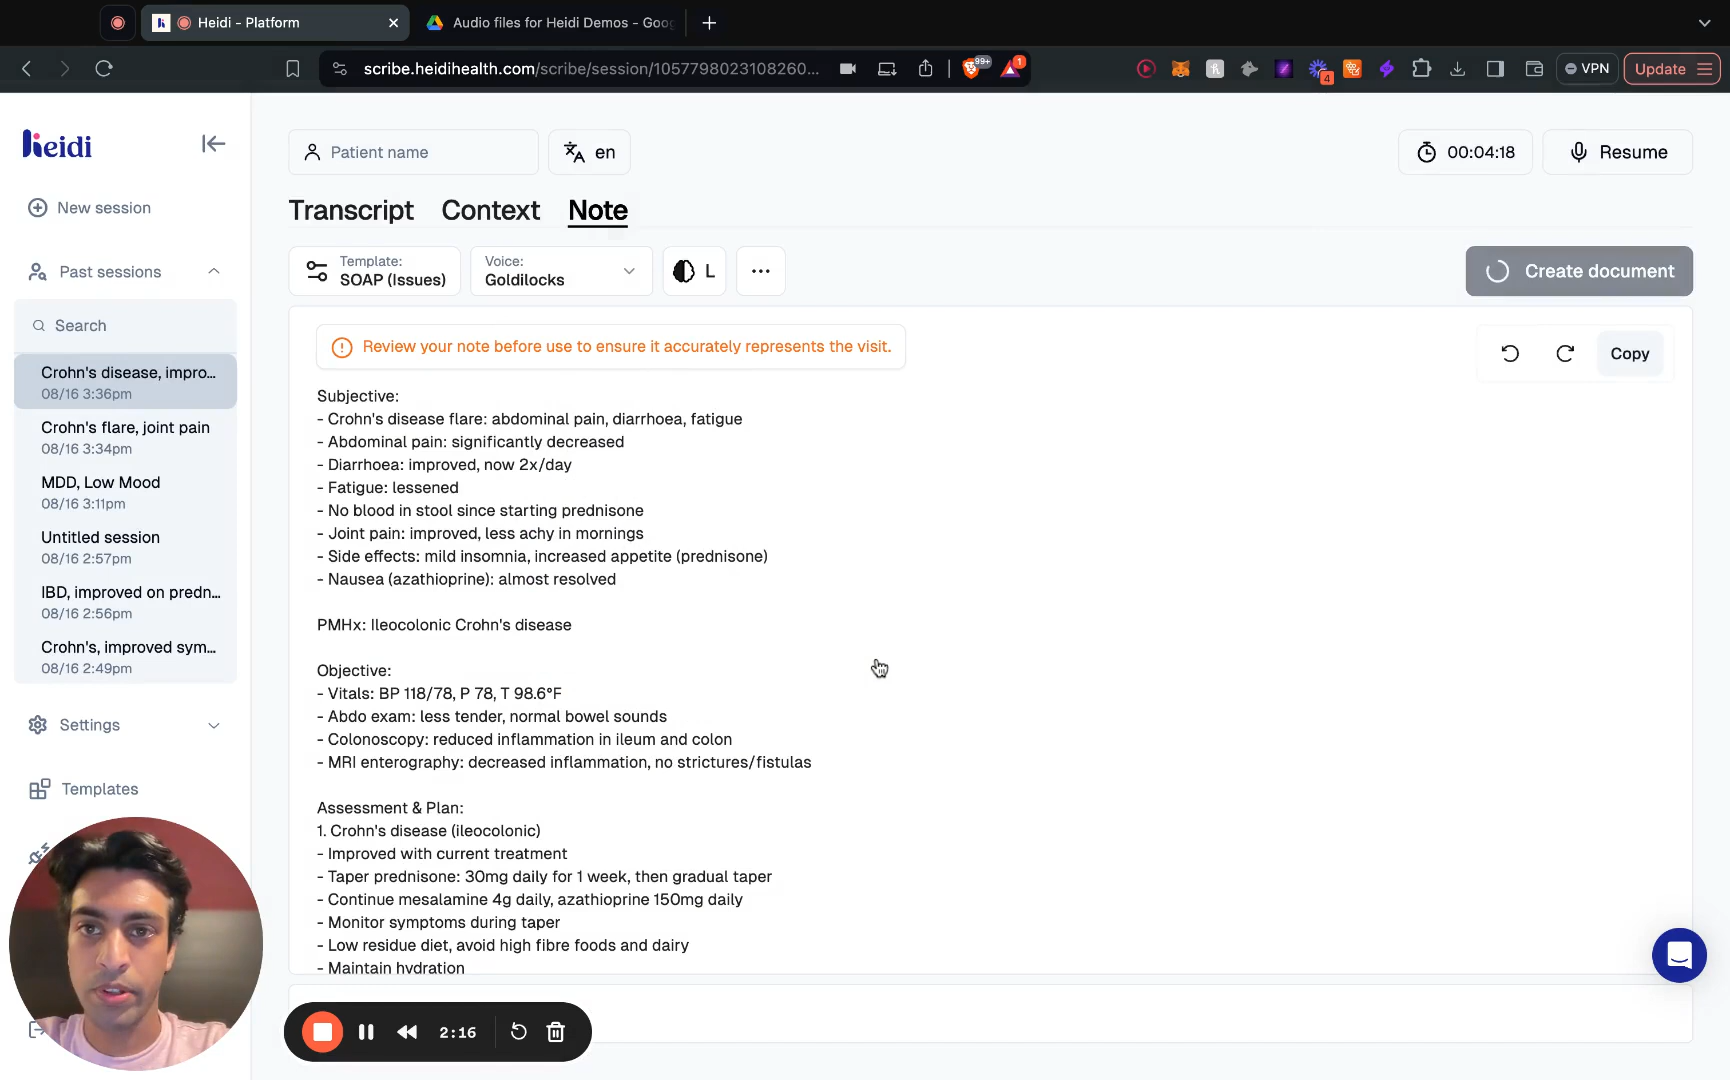 Heidi - Platform
Audio files for Heidi Demos - Goo
scribe.heidihealth.com/scribe/session/1057798023108260...
99+
1
4
VPN
Update
Heidi
Patient name
en
00:04:18
Resume
New session
Transcript Context Note
Past sessions
Template:
SOAP (Issues)
Voice:
Goldilocks
L
Create document
Search
Review your note before use to ensure it accurately represents the visit.
Copy
Crohn's disease, impro...
08/16 3:36pm
Crohn's flare, joint pain
08/16 3:34pm
MDD, Low Mood
08/16 3:11pm
Untitled session
08/16 2:57pm
IBD, improved on predn...
08/16 2:56pm
Crohn's, improved sym...
08/16 2:49pm
Settings
Templates
Subjective:
- Crohn's disease flare: abdominal pain, diarrhoea, fatigue
- Abdominal pain: significantly decreased
- Diarrhoea: improved, now 2x/day
- Fatigue: lessened
- No blood in stool since starting prednisone
- Joint pain: improved, less achy in mornings
- Side effects: mild insomnia, increased appetite (prednisone)
- Nausea (azathioprine): almost resolved
PMHx: Ileocolonic Crohn's disease
Objective:
- Vitals: BP 118/78, P 78, T 98.6°F
- Abdo exam: less tender, normal bowel sounds
- Colonoscopy: reduced inflammation in ileum and colon
- MRI enterography: decreased inflammation, no strictures/fistulas
Assessment & Plan:
1. Crohn's disease (ileocolonic)
- Improved with current treatment
- Taper prednisone: 30mg daily for 1 week, then gradual taper
- Continue mesalamine 4g daily, azathioprine 150mg daily
- Monitor symptoms during taper
- Low residue diet, avoid high fibre foods and dairy
- Maintain hydration
2:16